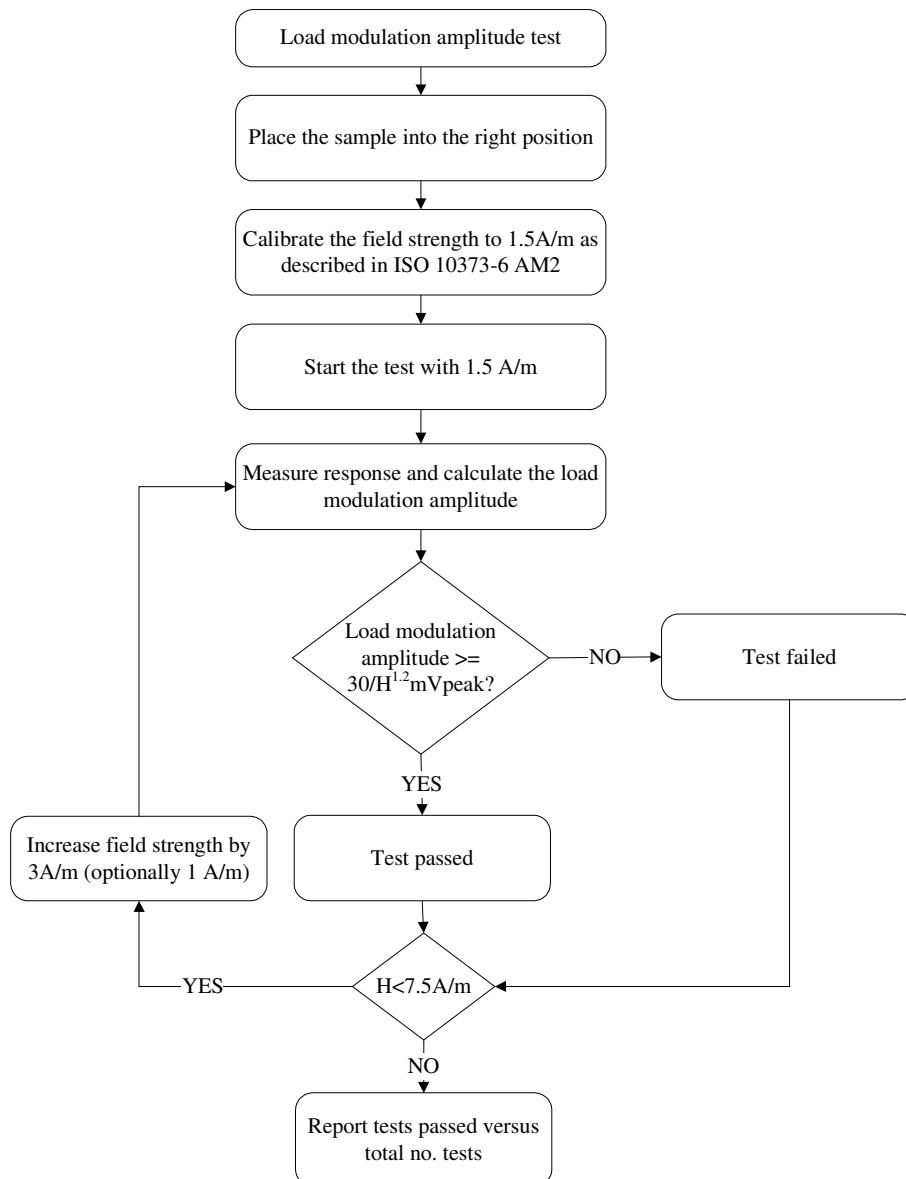 Load modulation amplitude test
Place the sample into the right position
Calibrate the field strength to 1.5A/m as
described in ISO 10373-6 AM2
Start the test with 1.5 A/m
Measure response and calculate the load
modulation amplitude
Load modulation
amplitude >=
30/H^1.2mVpeak?
NO
Test failed
YES
Test passed
Increase field strength by
3A/m (optionally 1 A/m)
H<7.5A/m
YES
NO
Report tests passed versus
total no. tests